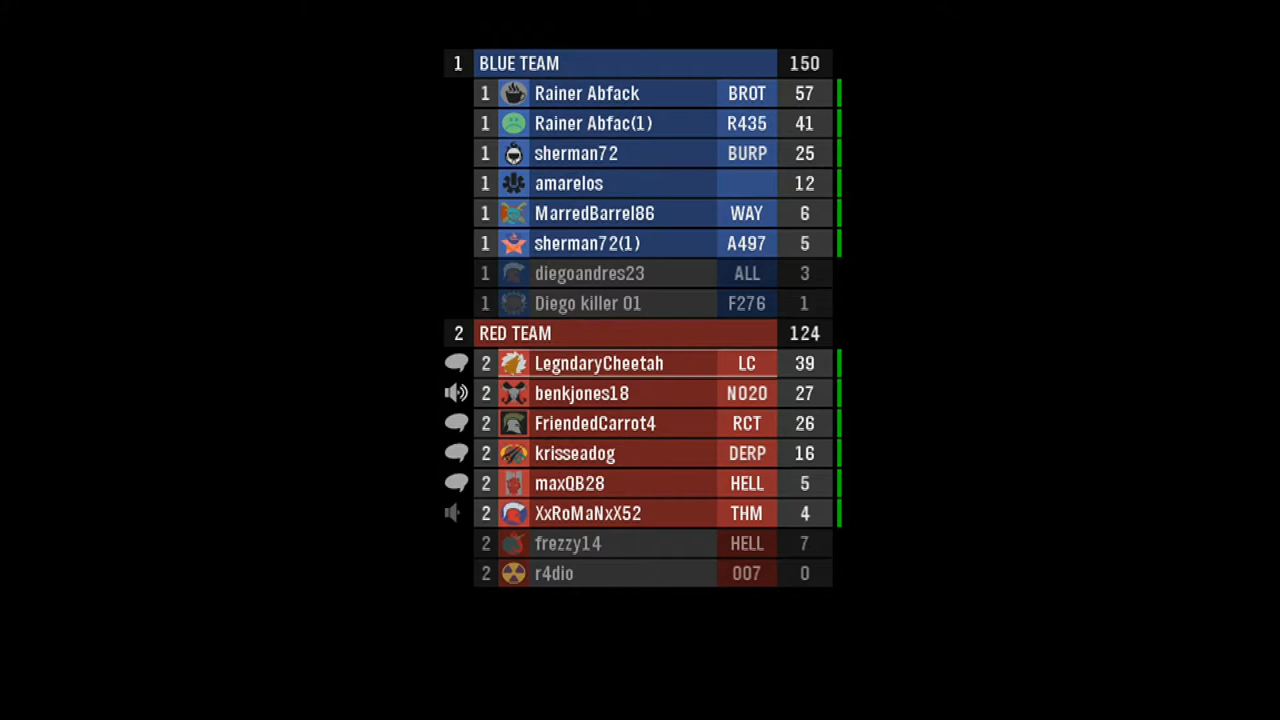 1 BLUE TEAM 150
1 Rainer Abfack BROT 57
1 Rainer Abfac(1) R435 41
1 sherman72 BURP 25
1 amarelos 12
1 MarredBarrel86 WAY 6
1 sherman72(1) A497 5
1 diegoandres23 ALL 3
1 Diego killer 01 F276 1
2 RED TEAM 124
2 LegndaryCheetah LC 39
2 benkjones18 NO20 27
2 FriendedCarrot4 RCT 26
2 krisseadog DERP 16
2 maxQB28 HELL 5
2 XxRoMaNxX52 THM 4
2 frezzy14 HELL 7
2 r4dio 007 0